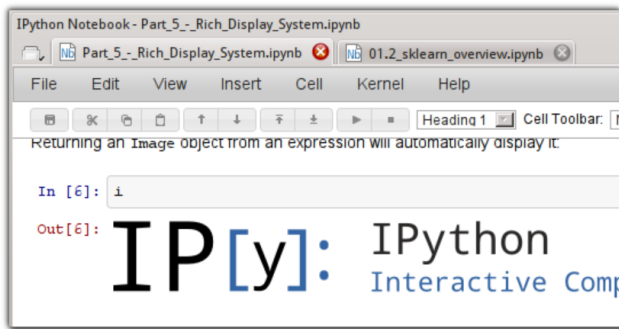 IPython Notebook - Part_5_-_Rich_Display_System.ipynb
Part_5_-_Rich_Display_System.ipynb 01.2_sklearn_overview.ipynb
File Edit View Insert Cell Kernel Help
Heading 1 Cell Toolbar:
Returning an Image object from an expression will automatically display it:
In [6]: i
Out[6]: IP[y]: IPython
Interactive Comp